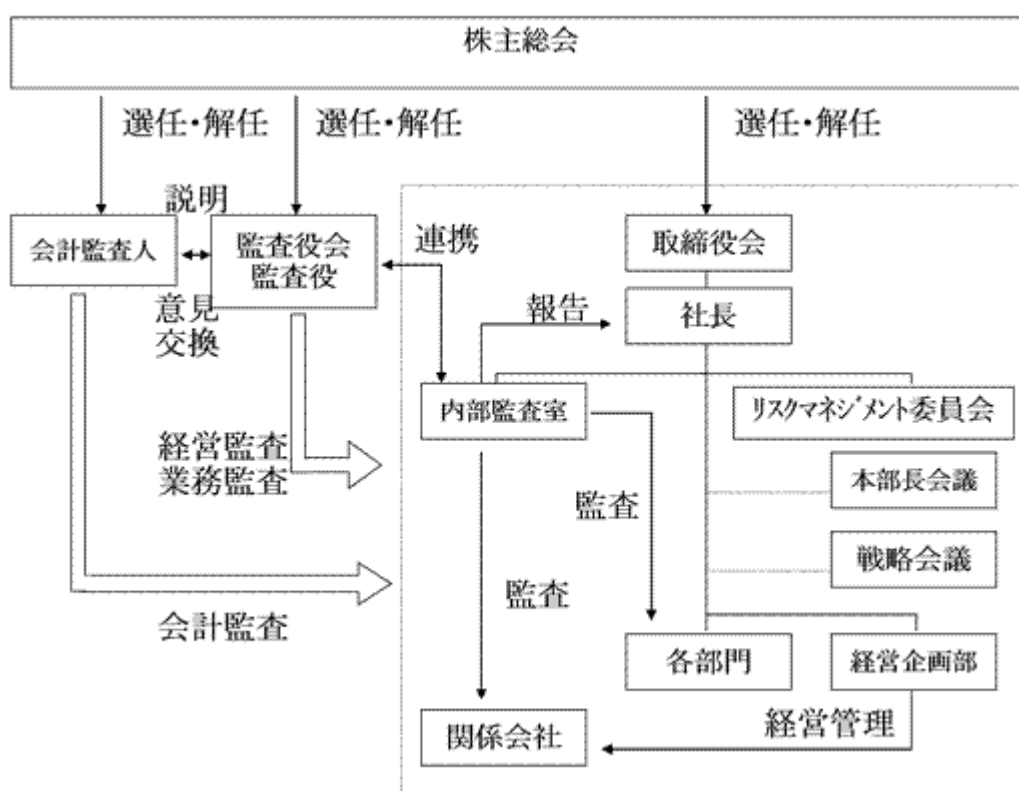 株主総会
選任・解任
選任・解任
選任・解任
説明
会計監査人
監査役会
監査役
連携
取締役会
意見
交換
報告
社長
内部監査室
リスクマネジメント委員会
経営監査
業務監査
本部長会議
監査
戦略会議
監査
会計監査
各部門
経営企画部
関係会社
経営管理